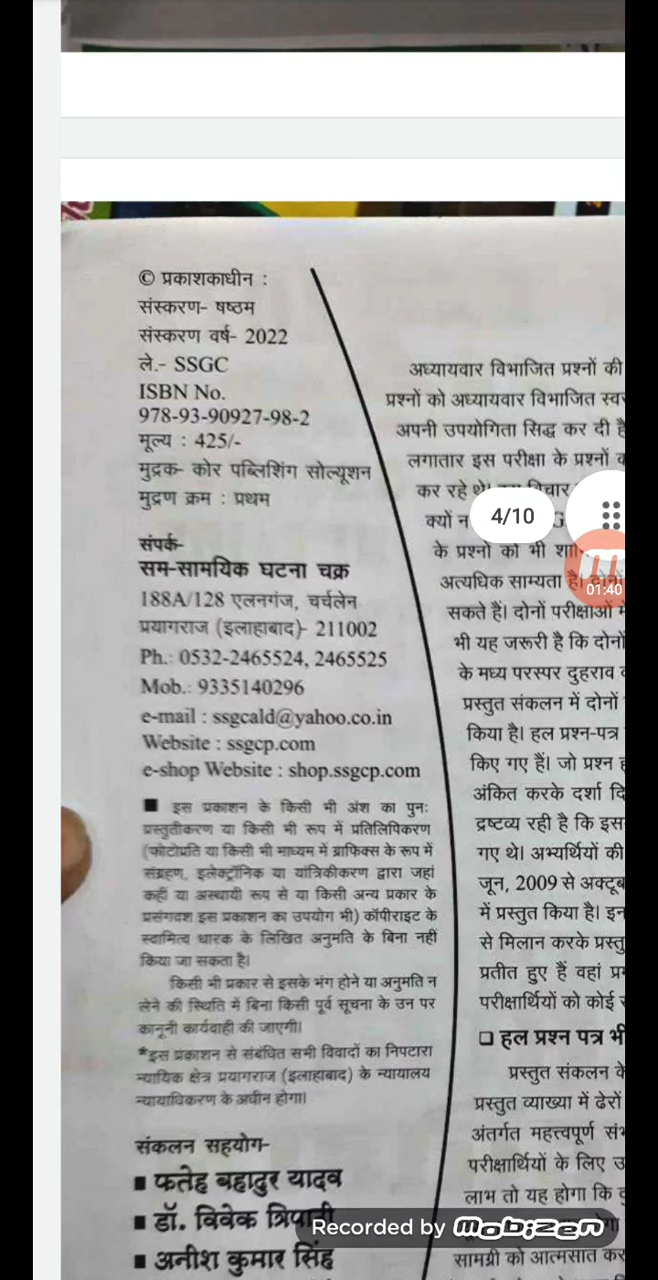 © प्रकाशकाधीन :
संस्करण- षष्ठम
संस्करण वर्ष- 2022
ले.- SSGC
ISBN No.
978-93-90927-98-2
मूल्य : 425/-
मुद्रक- कोर पब्लिशिंग सोल्यूशन
मुद्रण क्रम : प्रथम
संपर्क-
सम-सामयिक घटना चक्र
188A/128 एलनगंज, चर्चलेन
प्रयागराज (इलाहाबाद)- 211002
Ph.: 0532-2465524, 2465525
Mob.: 9335140296
e-mail : ssgcald@yahoo.co.in
Website : ssgcp.com
e-shop Website : shop.ssgcp.com
■ इस प्रकाशन के किसी भी अंश का पुनः
प्रस्तुतीकरण या किसी भी रूप में प्रतिलिपिकरण
(फोटोप्रति या किसी भी माध्यम में ग्राफिक्स के रूप में
संग्रहण, इलेक्ट्रॉनिक या यांत्रिकीकरण द्वारा जहां
कहीं या अस्थायी रूप से या किसी अन्य प्रकार के
प्रसंगवश इस प्रकाशन का उपयोग भी) कॉपीराइट के
स्वामित्व धारक के लिखित अनुमति के बिना नहीं
किया जा सकता है।
किसी भी प्रकार से इसके भंग होने या अनुमति न
लेने की स्थिति में बिना किसी पूर्व सूचना के उन पर
कानूनी कार्यवाही की जाएगी।
*इस प्रकाशन से संबंधित सभी विवादों का निपटारा
न्यायिक क्षेत्र प्रयागराज (इलाहाबाद) के न्यायालय
न्यायाधिकरण के अधीन होगा।
संकलन सहयोग-
■ फतेह बहादुर यादव
■ डॉ. विवेक त्रिपाठी
■ अनीश कुमार सिंह
अध्यायवार विभाजित प्रश्नों की
प्रश्नों को अध्यायवार विभाजित
अपनी उपयोगिता सिद्ध कर दी है
लगातार इस परीक्षा के प्रश्नों
कर रहे थे। विचार
क्यों न
के प्रश्नों को भी
अत्यधिक साम्यता है। दोनों
सकते हैं। दोनों परीक्षाओं में
भी यह जरूरी है कि दोनों
के मध्य परस्पर दुहराव
प्रस्तुत संकलन में दोनों
किया है। हल प्रश्न-पत्र
किए गए हैं। जो प्रश्न
अंकित करके दर्शा
द्रष्टव्य रही है कि इस
गए थे। अभ्यर्थियों की
जून, 2009 से
में प्रस्तुत किया है।
से मिलान करके
प्रतीत हुए हैं वहां
परीक्षार्थियों को कोई
❑ हल प्रश्न पत्र
प्रस्तुत संकलन के
प्रस्तुत व्याख्या में ढेरों
अंतर्गत महत्त्वपूर्ण
परीक्षार्थियों के लिए
लाभ तो यह होगा कि
सामग्री को आत्मसात कर
4/10
01:40
Recorded by mobizen